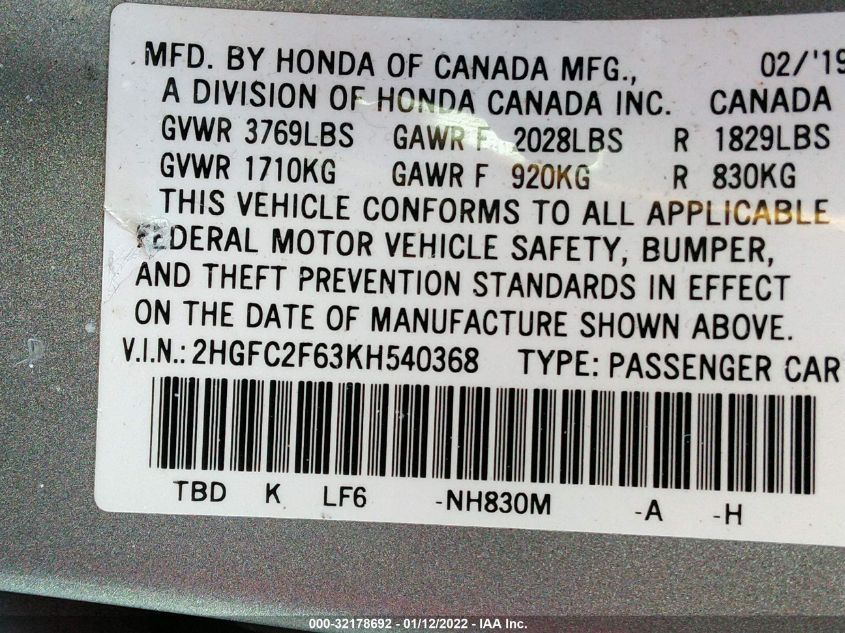 MFD. BY HONDA OF CANADA MFG., 02/'19
A DIVISION OF HONDA CANADA INC. CANADA
GVWR 3769LBS GAWR F 2028LBS R 1829LBS
GVWR 1710KG GAWR F 920KG R 830KG
THIS VEHICLE CONFORMS TO ALL APPLICABLE
FEDERAL MOTOR VEHICLE SAFETY, BUMPER,
AND THEFT PREVENTION STANDARDS IN EFFECT
ON THE DATE OF MANUFACTURE SHOWN ABOVE.
V.I.N.: 2HGFC2F63KH540368 TYPE: PASSENGER CAR
TBD K LF6 -NH830M -A -H
000-32178692 - 01/12/2022 - IAA Inc.